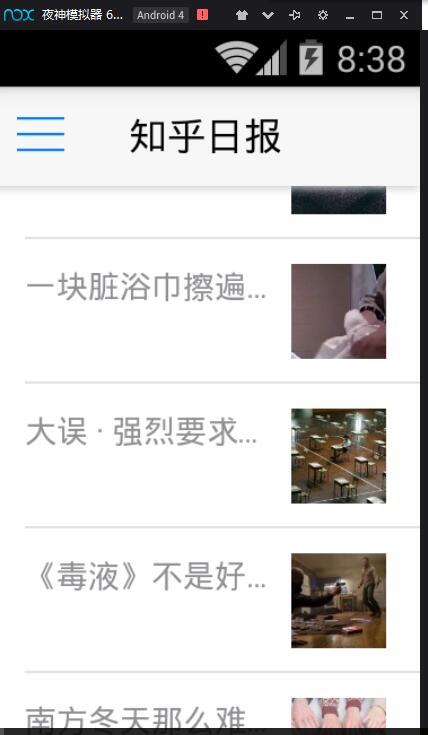 nox 夜神模拟器 6... Android 4
8:38
知乎日报
一块脏浴巾擦遍...
大误 · 强烈要求...
《毒液》不是好...
南方冬天那么难...